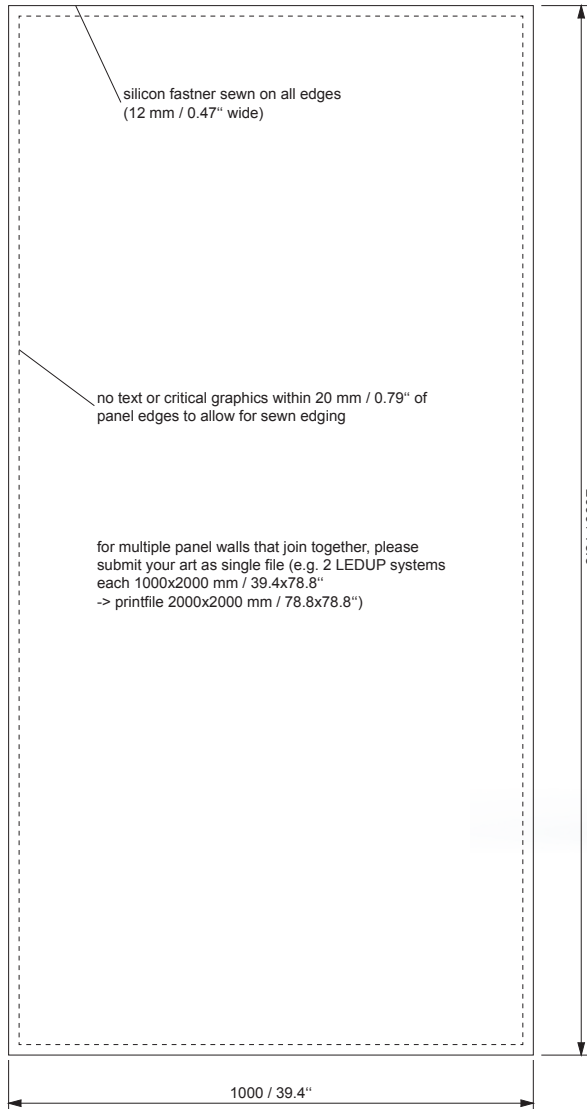 silicon fastner sewn on all edges
(12 mm / 0.47“ wide)
no text or critical graphics within 20 mm / 0.79“ of
panel edges to allow for sewn edging
for multiple panel walls that join together, please
submit your art as single file (e.g. 2 LEDUP systems
each 1000x2000 mm / 39.4x78.8“
-> printfile 2000x2000 mm / 78.8x78.8“)
1000 / 39.4“